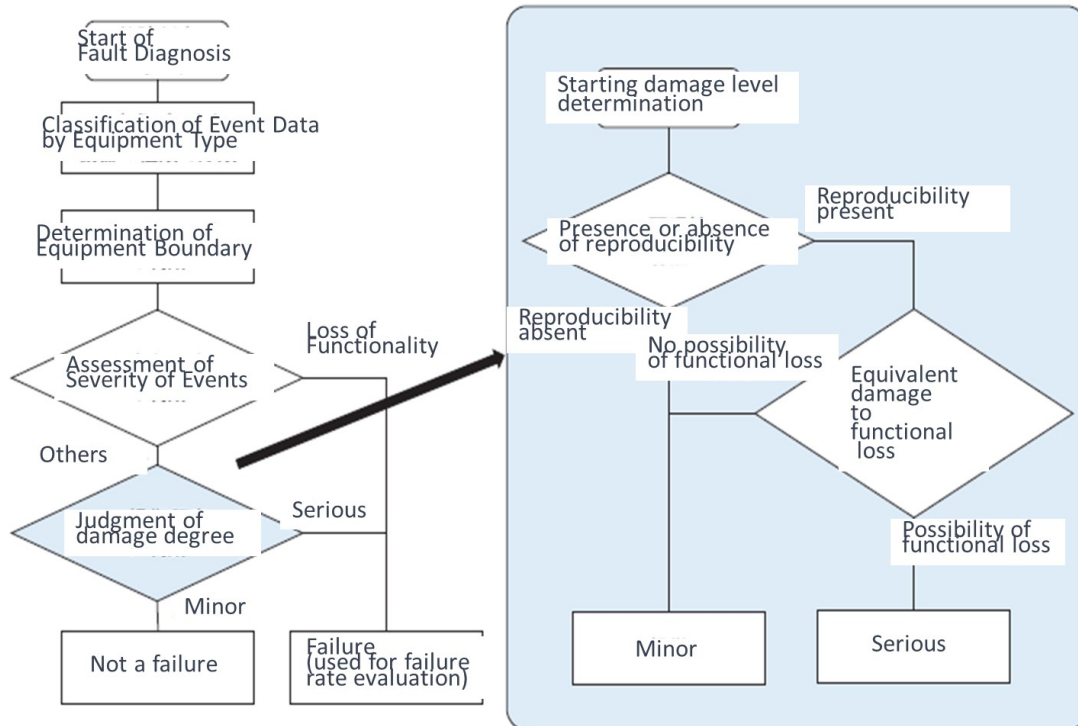 Start of
Fault Diagnosis
Classification of Event Data
by Equipment Type
Determination of
Equipment Boundary
Assessment of
Severity of Events
Loss of
Functionality
Others
Judgment of
damage degree
Serious
Minor
Not a failure
Failure
(used for failure
rate evaluation)
Starting damage level
determination
Presence or absence
of reproducibility
Reproducibility
present
Reproducibility
absent
No possibility
of functional loss
Equivalent
damage
to
functional
loss
Possibility of
functional loss
Minor
Serious